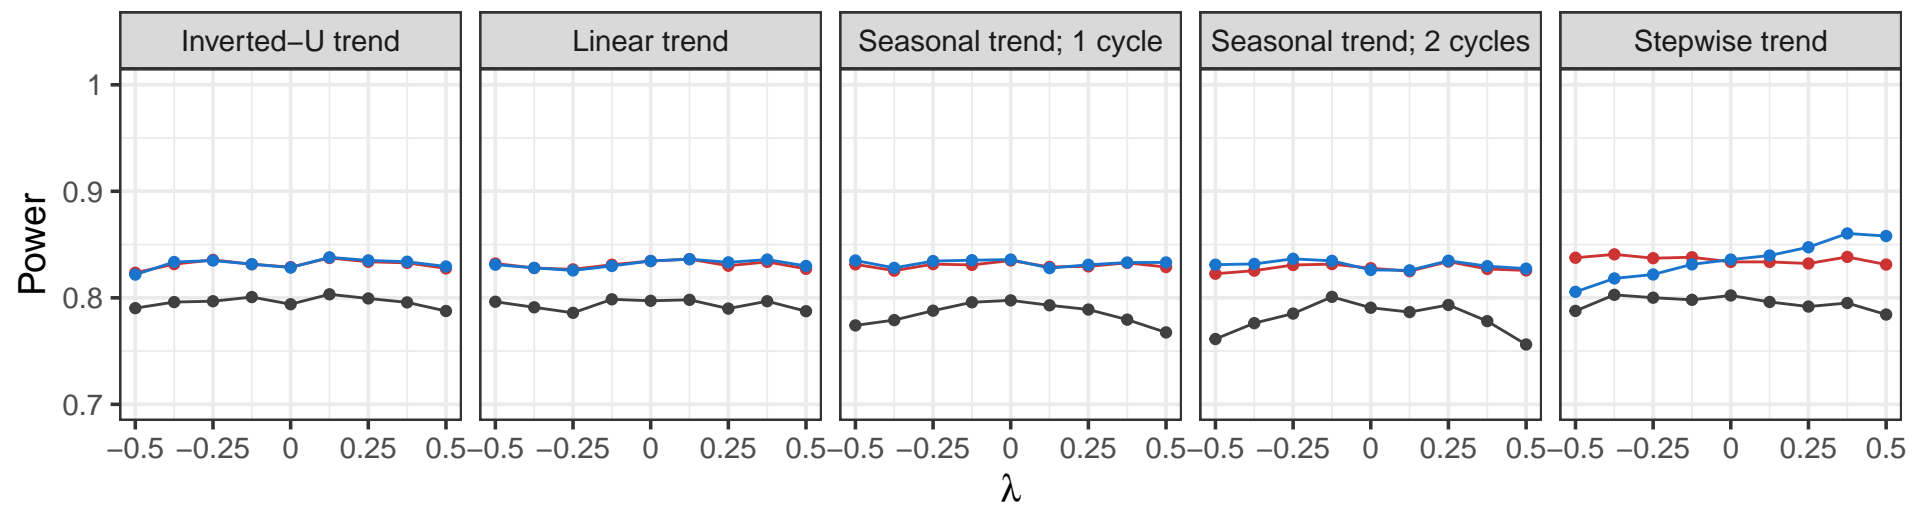 Inverted−U trend
Linear trend
Seasonal trend; 1 cycle
Seasonal trend; 2 cycles
Stepwise trend
Power
1
0.9
0.8
0.7
−0.5 −0.25 0 0.25 0.5
−0.5 −0.25 0 0.25 0.5
−0.5 −0.25 0 0.25 0.5
−0.5 −0.25 0 0.25 0.5
−0.5 −0.25 0 0.25 0.5
λ